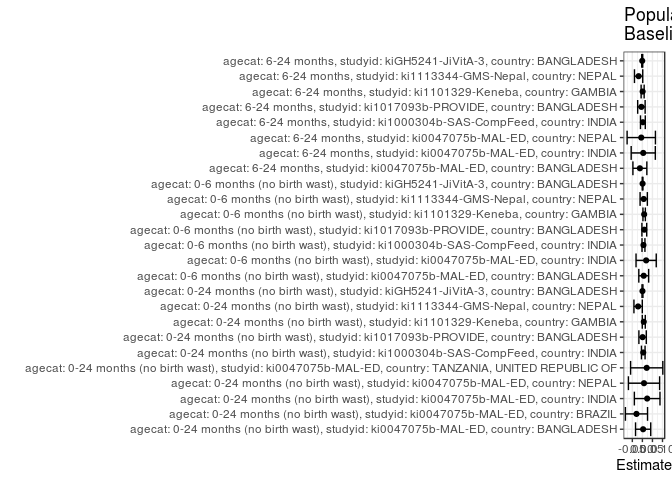 Popula
Baseli
agecat: 6-24 months, studyid: kiGH5241-JiVitA-3, country: BANGLADESH
agecat: 6-24 months, studyid: ki1113344-GMS-Nepal, country: NEPAL
agecat: 6-24 months, studyid: ki1101329-Keneba, country: GAMBIA
agecat: 6-24 months, studyid: ki1017093b-PROVIDE, country: BANGLADESH
agecat: 6-24 months, studyid: ki1000304b-SAS-CompFeed, country: INDIA
agecat: 6-24 months, studyid: ki0047075b-MAL-ED, country: NEPAL
agecat: 6-24 months, studyid: ki0047075b-MAL-ED, country: INDIA
agecat: 6-24 months, studyid: ki0047075b-MAL-ED, country: BANGLADESH
agecat: 0-6 months (no birth wast), studyid: kiGH5241-JiVitA-3, country: BANGLADESH
agecat: 0-6 months (no birth wast), studyid: ki1113344-GMS-Nepal, country: NEPAL
agecat: 0-6 months (no birth wast), studyid: ki1101329-Keneba, country: GAMBIA
agecat: 0-6 months (no birth wast), studyid: ki1017093b-PROVIDE, country: BANGLADESH
agecat: 0-6 months (no birth wast), studyid: ki1000304b-SAS-CompFeed, country: INDIA
agecat: 0-6 months (no birth wast), studyid: ki0047075b-MAL-ED, country: INDIA
agecat: 0-6 months (no birth wast), studyid: ki0047075b-MAL-ED, country: BANGLADESH
agecat: 0-24 months (no birth wast), studyid: kiGH5241-JiVitA-3, country: BANGLADESH
agecat: 0-24 months (no birth wast), studyid: ki1113344-GMS-Nepal, country: NEPAL
agecat: 0-24 months (no birth wast), studyid: ki1101329-Keneba, country: GAMBIA
agecat: 0-24 months (no birth wast), studyid: ki1017093b-PROVIDE, country: BANGLADESH
agecat: 0-24 months (no birth wast), studyid: ki1000304b-SAS-CompFeed, country: INDIA
agecat: 0-24 months (no birth wast), studyid: ki0047075b-MAL-ED, country: TANZANIA, UNITED REPUBLIC OF
agecat: 0-24 months (no birth wast), studyid: ki0047075b-MAL-ED, country: NEPAL
agecat: 0-24 months (no birth wast), studyid: ki0047075b-MAL-ED, country: INDIA
agecat: 0-24 months (no birth wast), studyid: ki0047075b-MAL-ED, country: BRAZIL
agecat: 0-24 months (no birth wast), studyid: ki0047075b-MAL-ED, country: BANGLADESH
Estimate